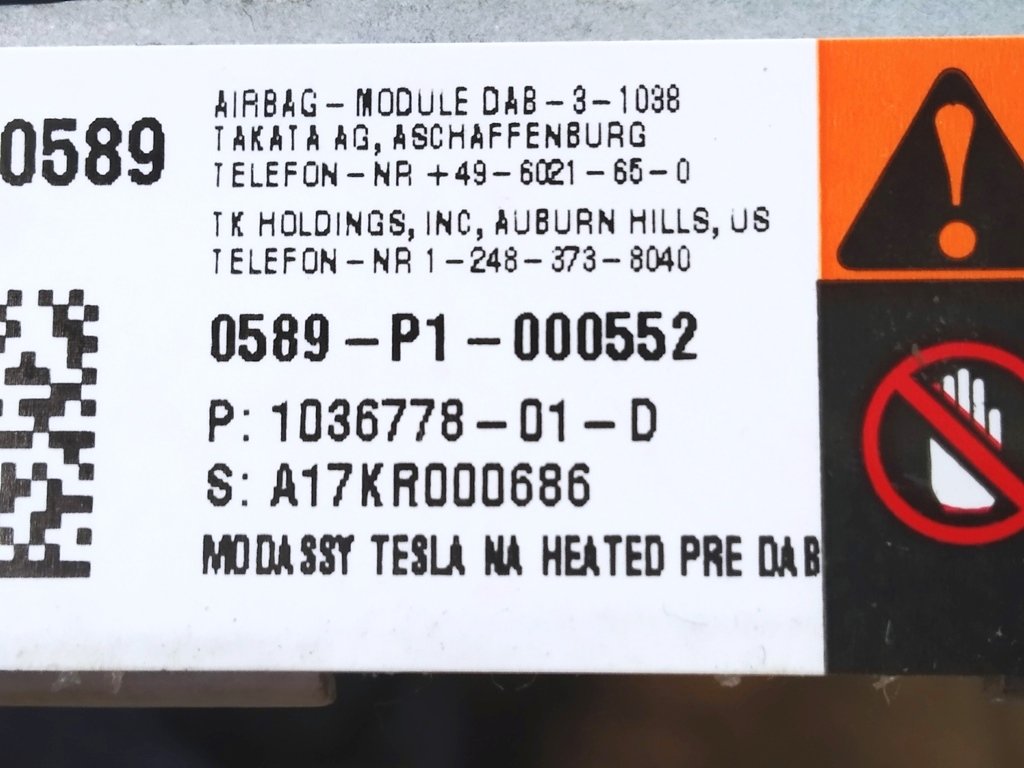 0589
AIRBAG-MODULE DAB-3-1038
TAKATA AG, ASCHAFFENBURG
TELEFON-NR +49-6021-65-0
TK HOLDINGS, INC, AUBURN HILLS, US
TELEFON-NR 1-248-373-8040
0589-P1-000552
P: 1036778-01-D
S: A17KR000686
MODASSY TESLA NA HEATED PRE DAB